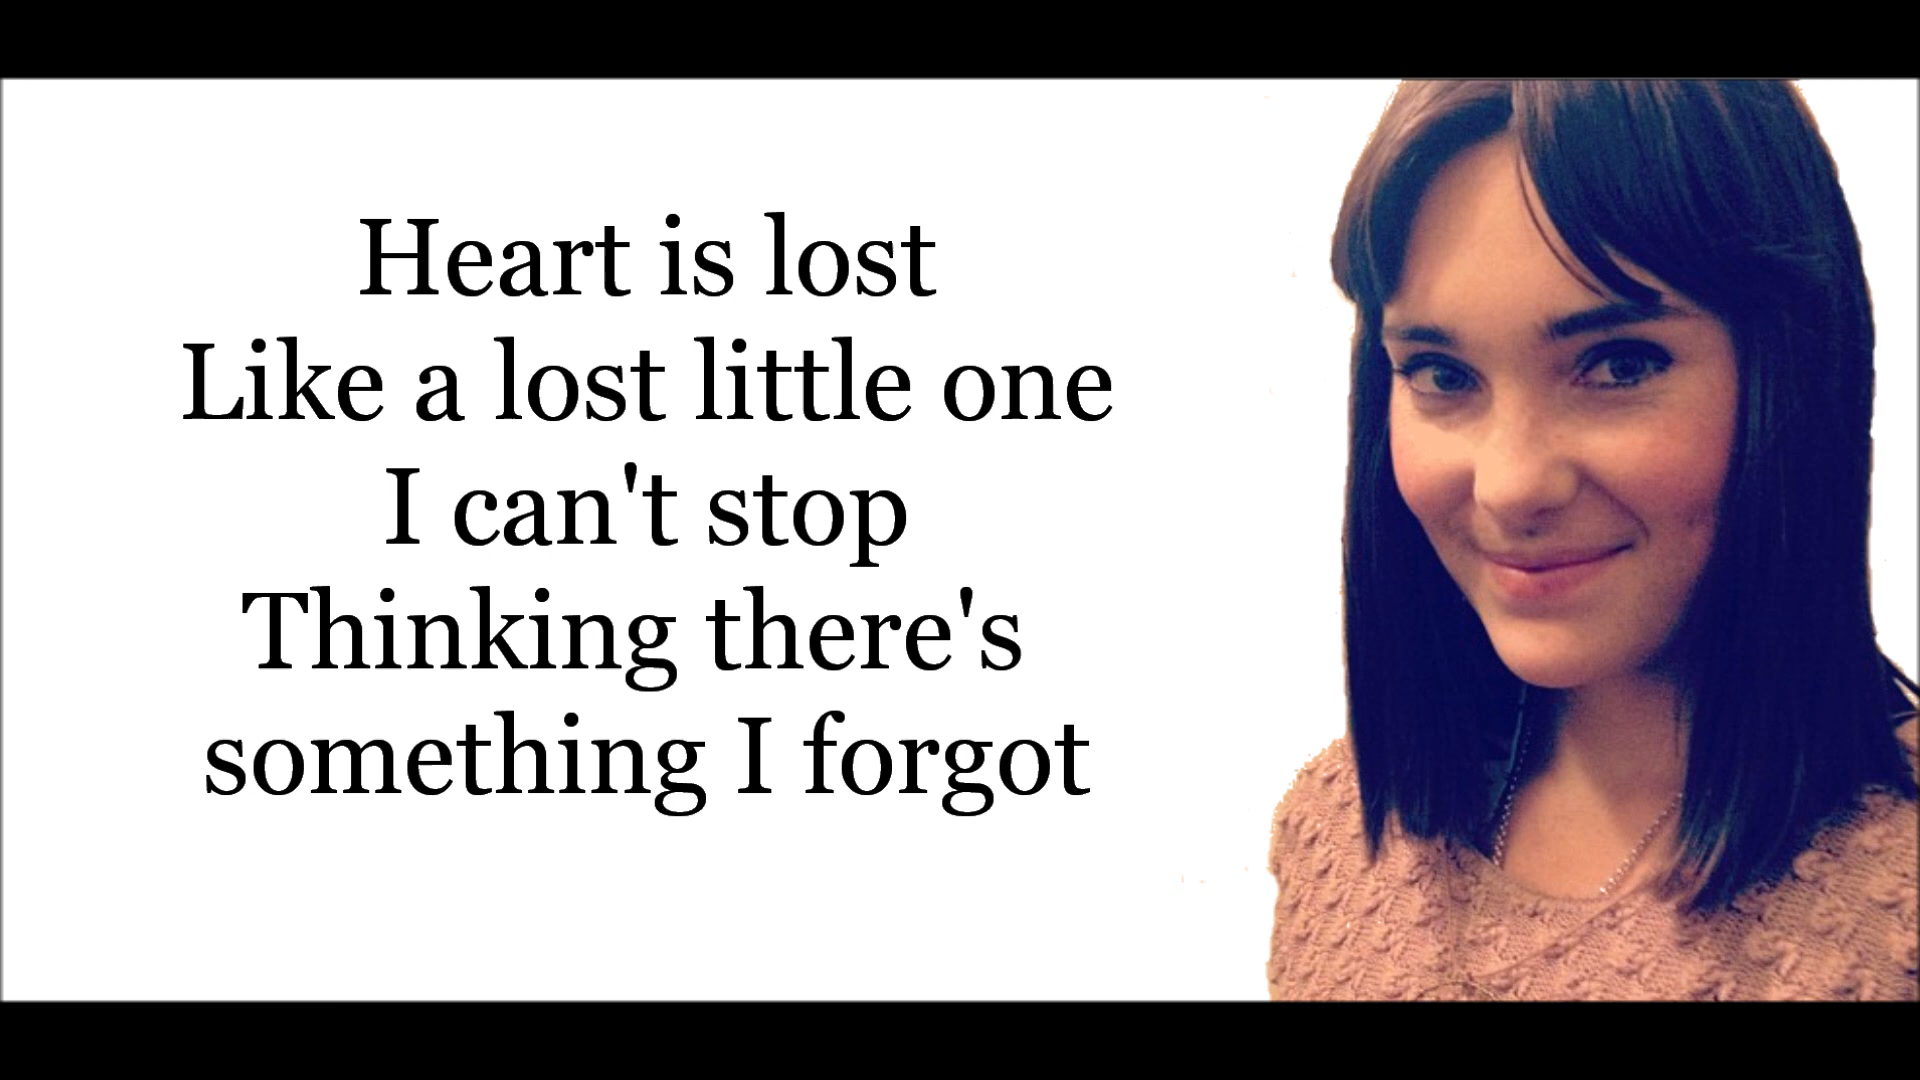 Heart is lost
Like a lost little one
I can't stop
Thinking there's
something I forgot